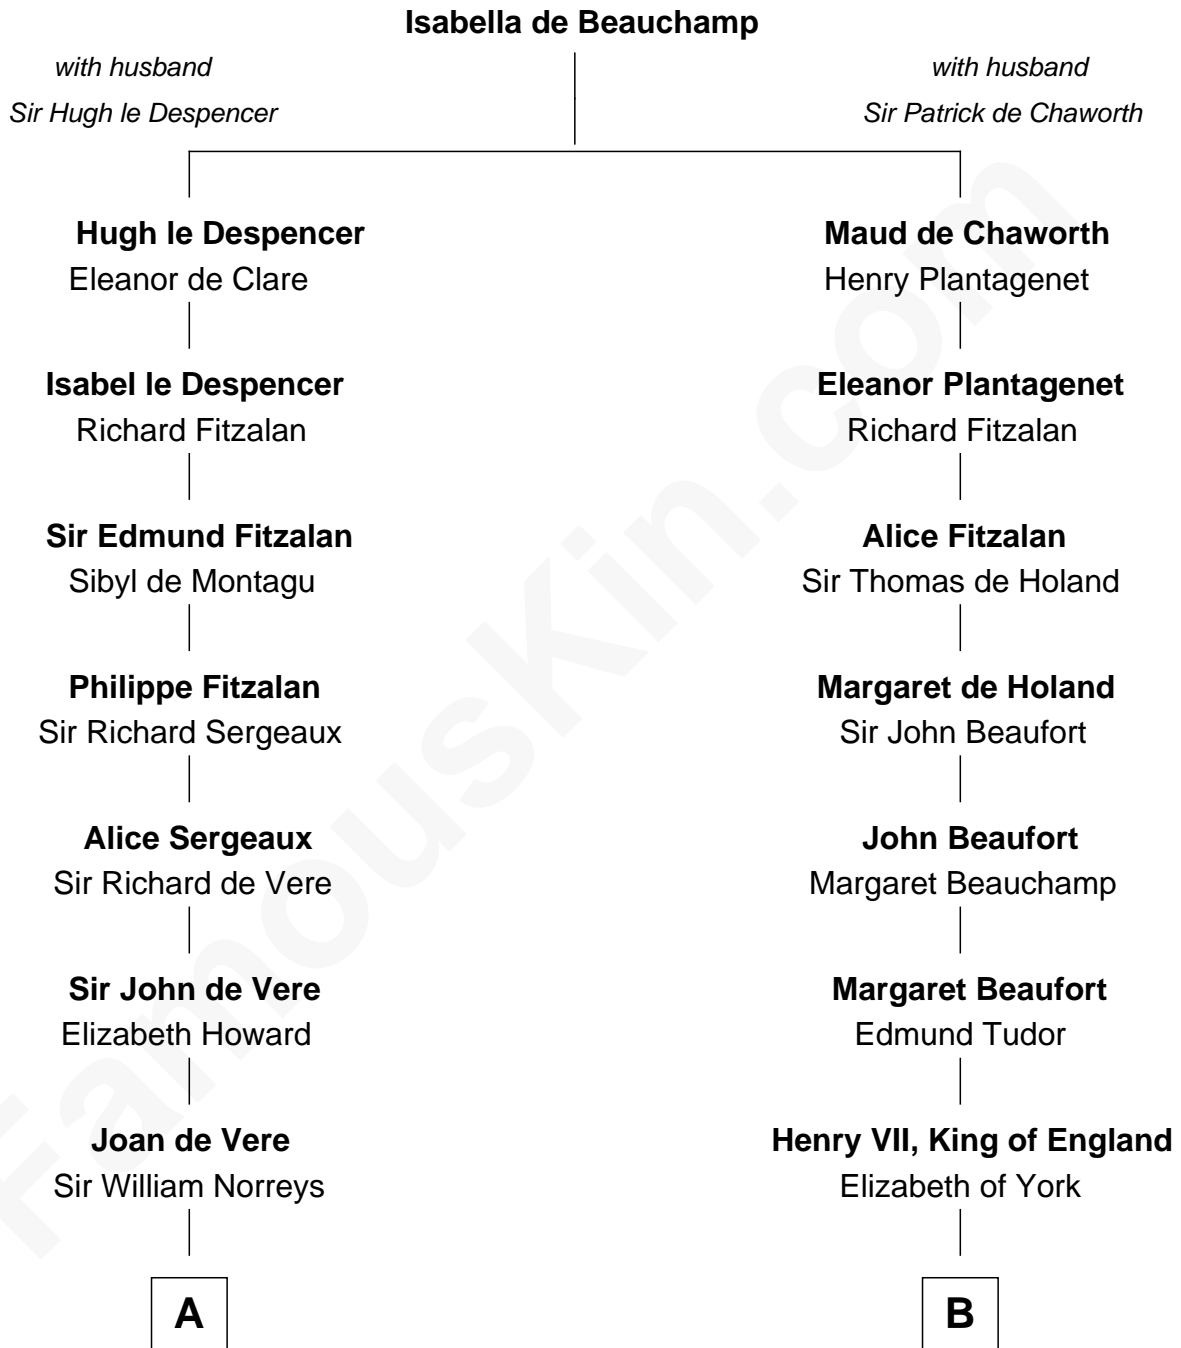 Isabella de Beauchamp
with husband
Sir Hugh le Despencer
with husband
Sir Patrick de Chaworth
Hugh le Despencer
Eleanor de Clare
Maud de Chaworth
Henry Plantagenet
Isabel le Despencer
Richard Fitzalan
Eleanor Plantagenet
Richard Fitzalan
Sir Edmund Fitzalan
Sibyl de Montagu
Alice Fitzalan
Sir Thomas de Holand
Philippe Fitzalan
Sir Richard Sergeaux
Margaret de Holand
Sir John Beaufort
Alice Sergeaux
Sir Richard de Vere
John Beaufort
Margaret Beauchamp
Sir John de Vere
Elizabeth Howard
Margaret Beaufort
Edmund Tudor
Joan de Vere
Sir William Norreys
Henry VII, King of England
Elizabeth of York
A
B
FamousKin.com